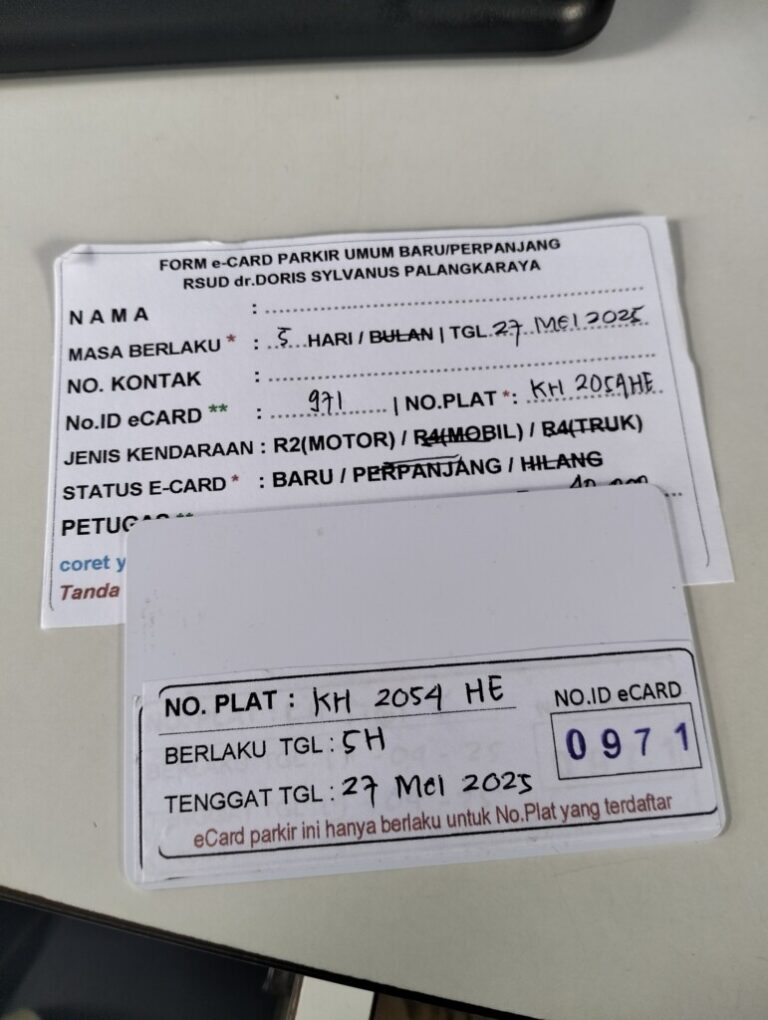 FORM e-CARD PARKIR UMUM BARU/PERPANJANG
RSUD dr.DORIS SYLVANUS PALANGKARAYA
NAMA :
MASA BERLAKU * : 5 HARI / BULAN | TGL 27 MEI 2025
NO. KONTAK :
No.ID eCARD ** : 971 | NO.PLAT *: KH 2054 HE
JENIS KENDARAAN : R2(MOTOR) / R4(MOBIL) / R4(TRUK)
STATUS E-CARD * : BARU / PERPANJANG / HILANG
coret y
Tanda
NO. PLAT : KH 2054 HE
NO.ID eCARD
0971
BERLAKU TGL : 5H
TENGGAT TGL : 27 MEI 2025
eCard parkir ini hanya berlaku untuk No.Plat yang terdaftar